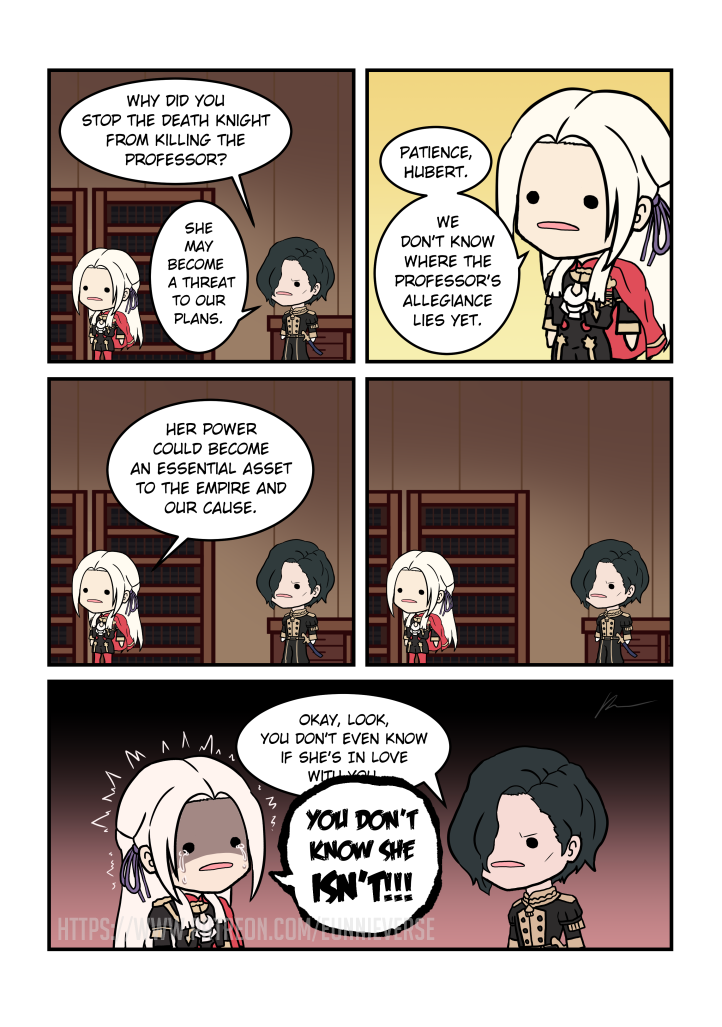 WHY DID YOU
STOP THE DEATH KNIGHT
FROM KILLING THE
PROFESSOR?
SHE
MAY
BECOME
A THREAT
TO OUR
PLANS.
PATIENCE,
HUBERT.
WE
DON'T KNOW
WHERE THE
PROFESSOR'S
ALLEGIANCE
LIES YET.
HER POWER
COULD BECOME
AN ESSENTIAL ASSET
TO THE EMPIRE AND
OUR CAUSE.
OKAY, LOOK,
YOU DON'T EVEN KNOW
IF SHE'S IN LOVE
WITH YOU
YOU DON'T
KNOW SHE
ISN'T!!!
HTTPS://WWW.PATREON.COM/EUNNIEVERSE